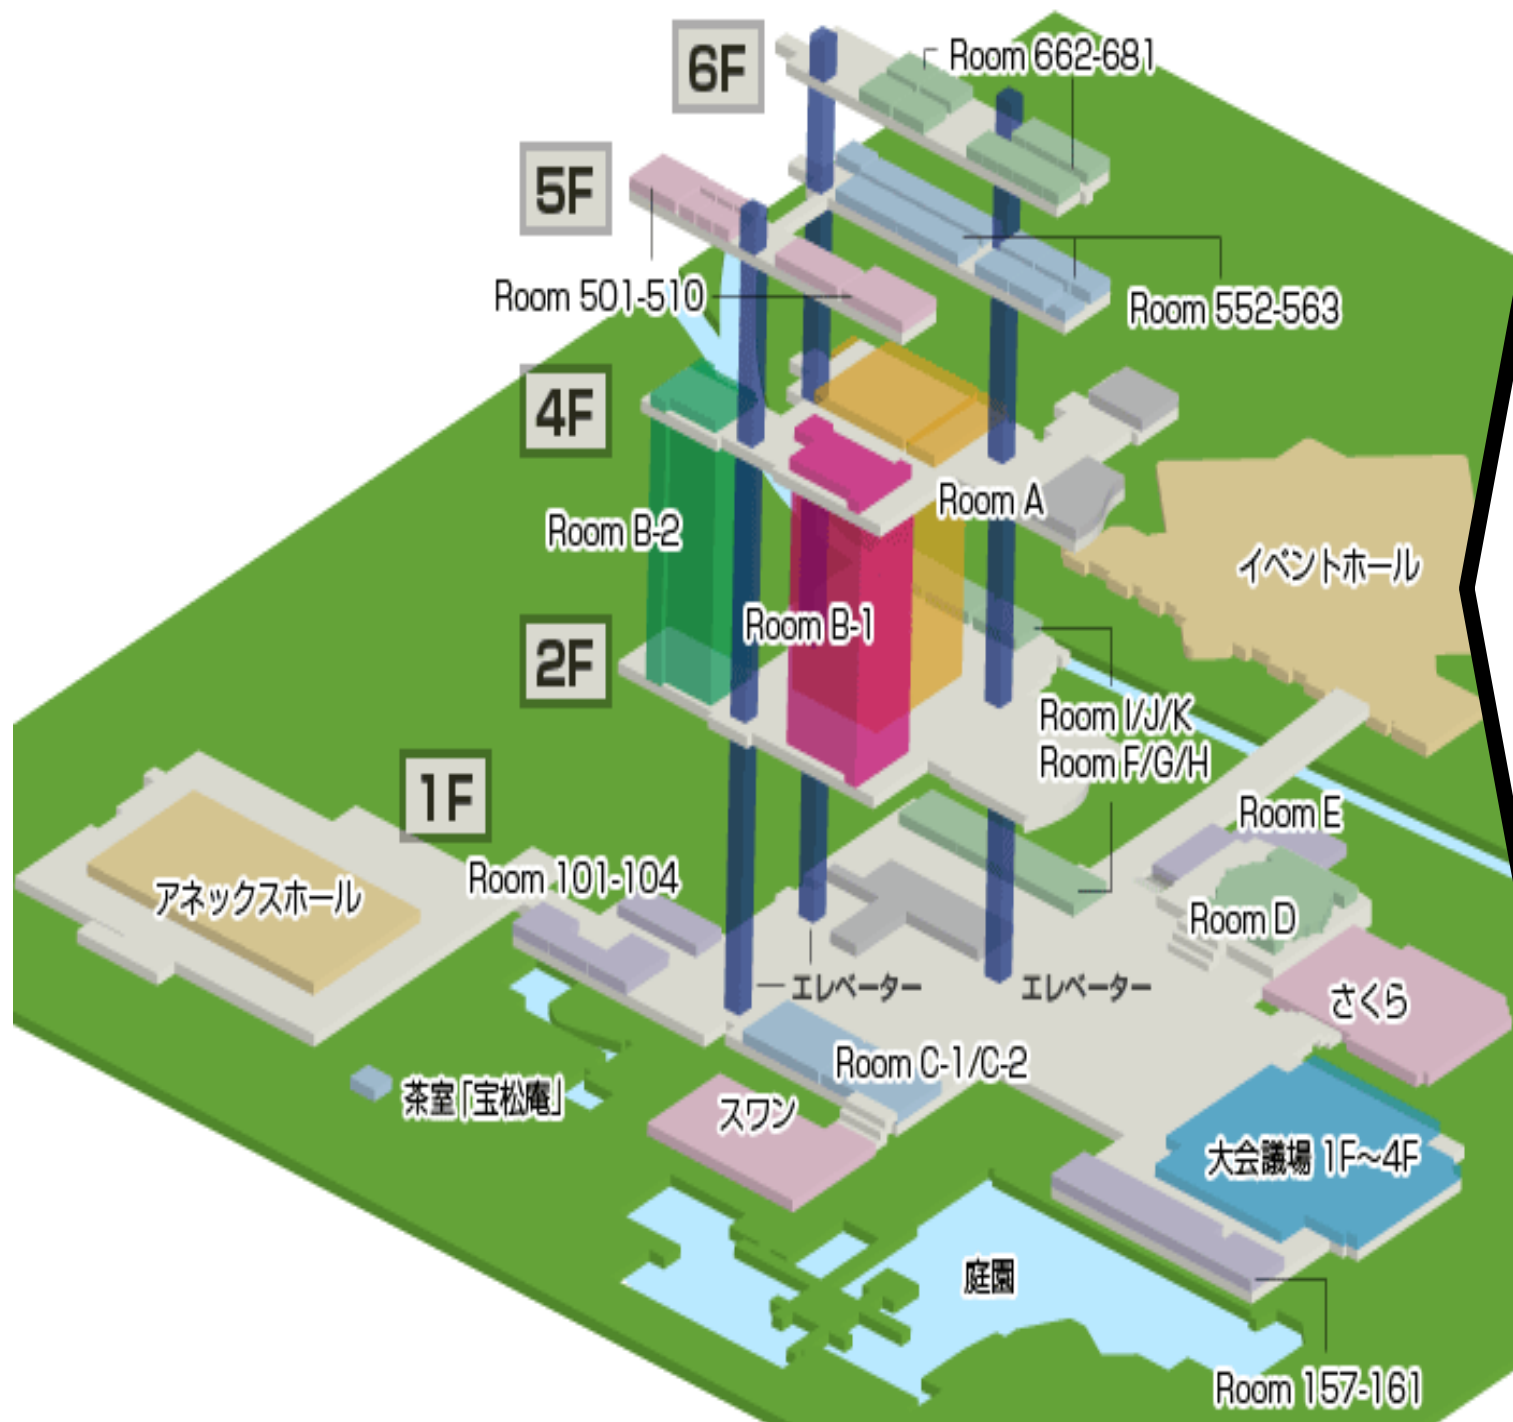 6F
Room 662-681
5F
Room 501-510
Room 552-563
4F
Room A
Room B-2
イベントホール
Room B-1
2F
Room I/J/K
Room F/G/H
1F
Room E
Room 101-104
アネックスホール
Room D
エレベーター
エレベーター
さくら
Room C-1/C-2
茶室「宝松庵」
スワン
大会議場 1F~4F
庭園
Room 157-161